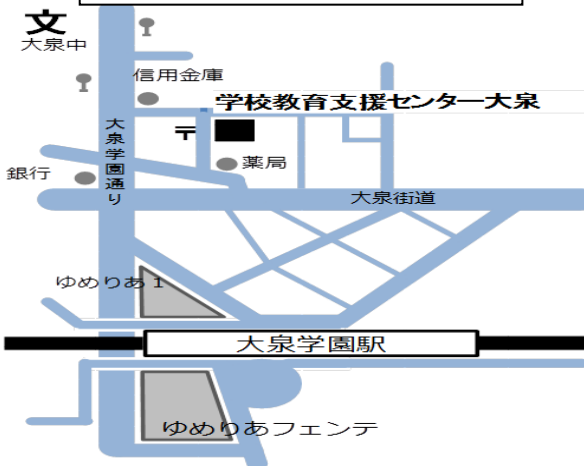 文
大泉中
信用金庫
学校教育支援センター大泉
〒
薬局
銀行
大泉学園通り
大泉街道
ゆめりあ 1
大泉学園駅
ゆめりあフェンテ